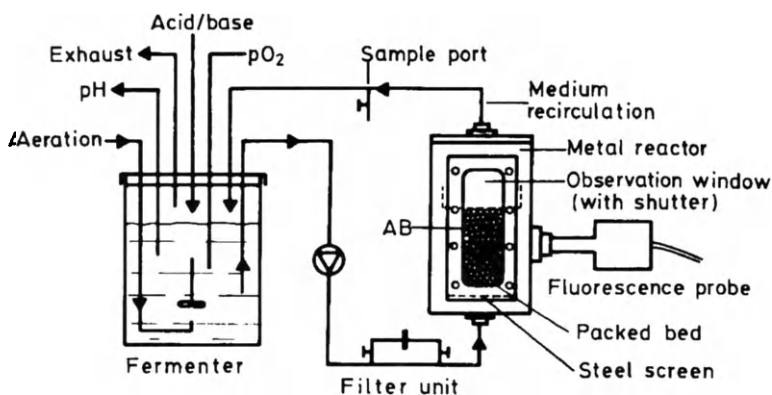 Acid/base
Exhaust
pO₂
Sample port
pH
Medium
recirculation
Aeration
Metal reactor
Observation window
(with shutter)
AB
Fluorescence probe
Packed bed
Fermenter
Steel screen
Filter unit